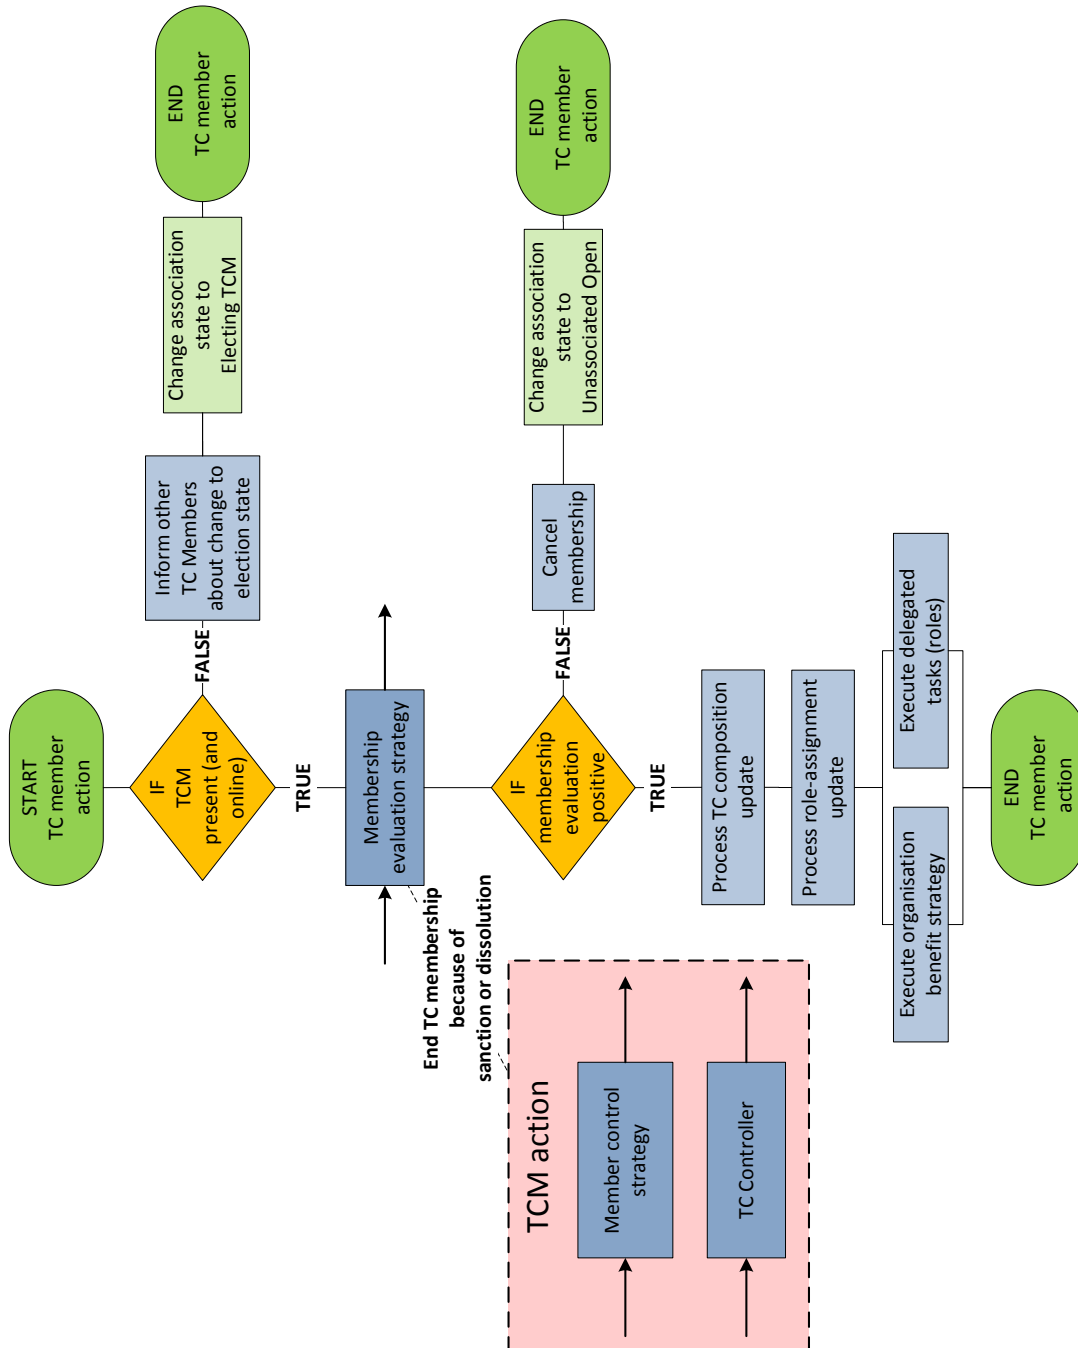 START
TC member
action
IF
TCM
present (and
online)
FALSE
Inform other
TC Members
about change to
election state
Change association
state to
Electing TCM
END
TC member
action
TRUE
Membership
evaluation strategy
End TC membership
because of
sanction or dissolution
IF
membership
evaluation
positive
FALSE
Cancel
membership
Change association
state to
Unassociated Open
END
TC member
action
TRUE
Process TC composition
update
Process role-assignment
update
Execute organisation
benefit strategy
Execute delegated
tasks (roles)
END
TC member
action
TCM action
Member control
strategy
TC Controller